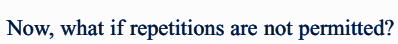 Now, what if repetitions are not permitted?